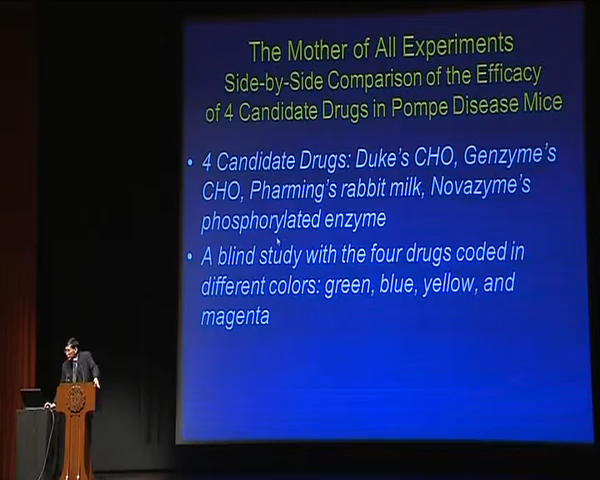 The Mother of All Experiments
Side-by-Side Comparison of the Efficacy
of 4 Candidate Drugs in Pompe Disease Mice
• 4 Candidate Drugs: Duke's CHO, Genzyme's
CHO, Pharming's rabbit milk, Novazyme's
phosphorylated enzyme
• A blind study with the four drugs coded in
different colors: green, blue, yellow, and
magenta